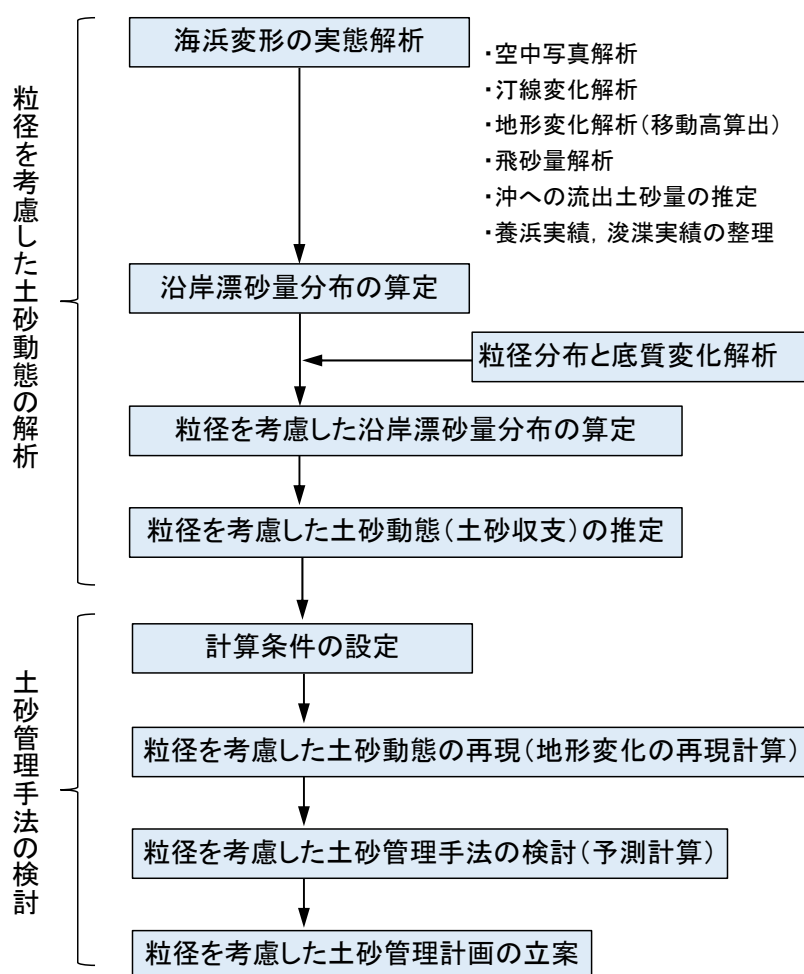 海浜変形の実態解析
・空中写真解析
・汀線変化解析
・地形変化解析(移動高算出)
・飛砂量解析
・沖への流出土砂量の推定
・養浜実績，浚渫実績の整理
粒径を考慮した土砂動態の解析
沿岸漂砂量分布の算定
粒径分布と底質変化解析
粒径を考慮した沿岸漂砂量分布の算定
粒径を考慮した土砂動態(土砂収支)の推定
計算条件の設定
土砂管理手法の検討
粒径を考慮した土砂動態の再現(地形変化の再現計算)
粒径を考慮した土砂管理手法の検討(予測計算)
粒径を考慮した土砂管理計画の立案